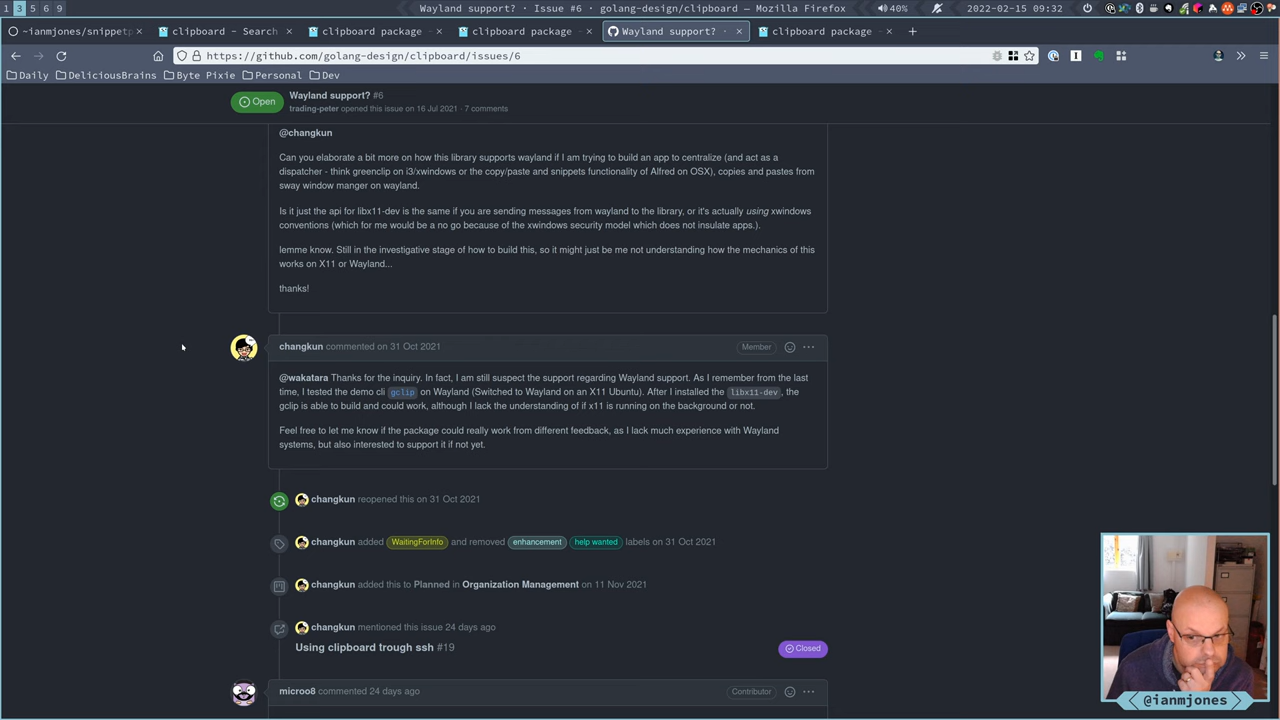 1 3 5 6 9
Wayland support? · Issue #6 · golang-design/clipboard — Mozilla Firefox
40%
2022-02-15 09:32
~ianmjones/snippetp
clipboard - Search
clipboard package
clipboard package
Wayland support? ·
clipboard package
https://github.com/golang-design/clipboard/issues/6
Daily DeliciousBrains Byte Pixie Personal Dev
Open
Wayland support? #6
trading-peter opened this issue on 16 Jul 2021 · 7 comments
@changkun
Can you elaborate a bit more on how this library supports wayland if I am trying to build an app to centralize (and act as a
dispatcher - think greenclip on i3/xwindows or the copy/paste and snippets functionality of Alfred on OSX), copies and pastes from
sway window manger on wayland.
Is it just the api for libx11-dev is the same if you are sending messages from wayland to the library, or it's actually using xwindows
conventions (which for me would be a no go because of the xwindows security model which does not insulate apps.).
lemme know. Still in the investigative stage of how to build this, so it might just be me not understanding how the mechanics of this
works on X11 or Wayland...
thanks!
changkun commented on 31 Oct 2021
Member
@wakatara Thanks for the inquiry. In fact, I am still suspect the support regarding Wayland support. As I remember from the last
time, I tested the demo cli gclip on Wayland (Switched to Wayland on an X11 Ubuntu). After I installed the libx11-dev, the
gclip is able to build and could work, although I lack the understanding of if x11 is running on the background or not.
Feel free to let me know if the package could really work from different feedback, as I lack much experience with Wayland
systems, but also interested to support it if not yet.
changkun reopened this on 31 Oct 2021
changkun added WaitingForInfo and removed enhancement help wanted labels on 31 Oct 2021
changkun added this to Planned in Organization Management on 11 Nov 2021
changkun mentioned this issue 24 days ago
Using clipboard trough ssh #19
Closed
microo8 commented 24 days ago
Contributor
@ianmjones